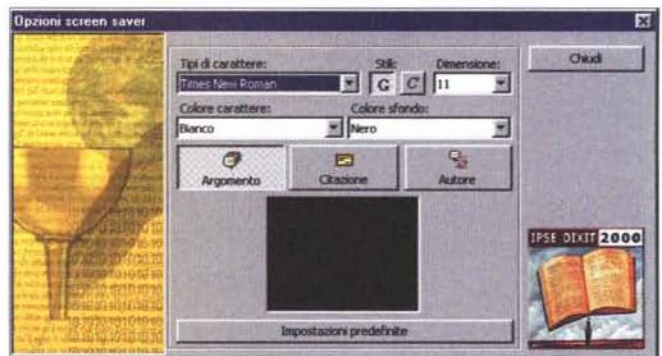 Opzioni screen saver
Tipi di carattere: Stili: Dimensione:
Times New Roman G C 11
Chiudi
Colore carattere: Colore sfondo:
Bianco Nero
Argomento Citazione Autore
IPSE DIXIT 2000
Impostazioni predefinite